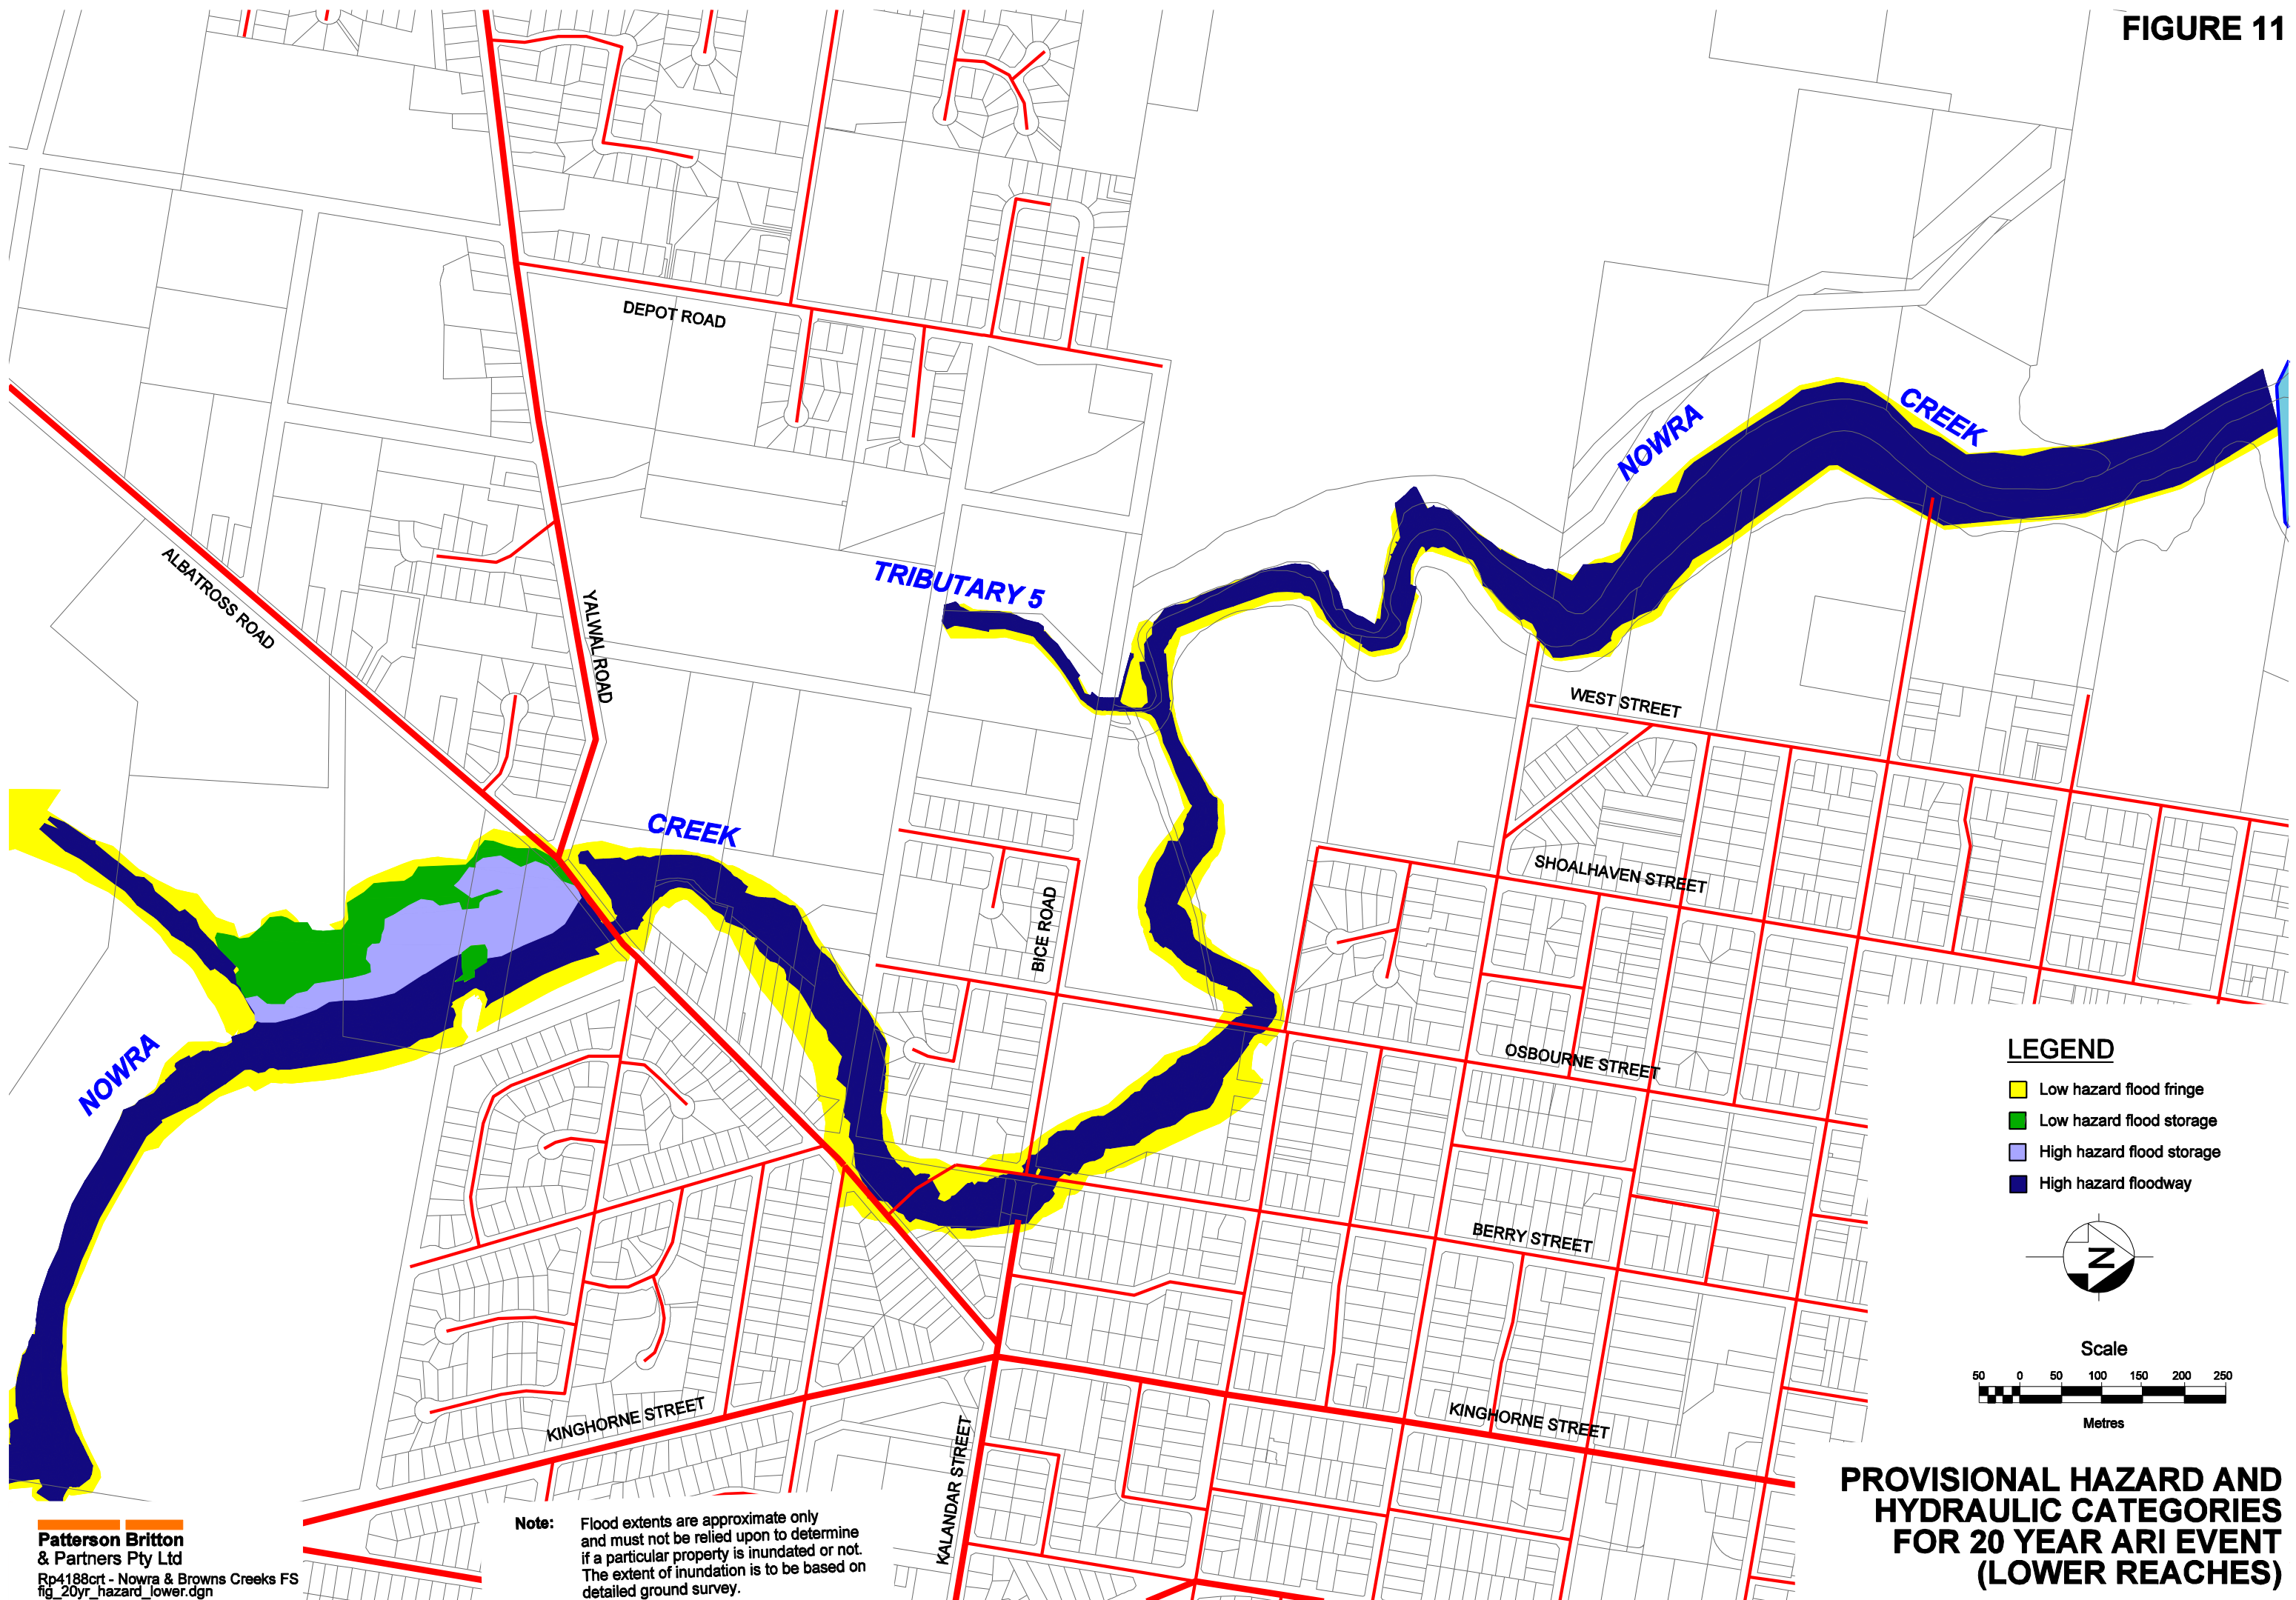 FIGURE 11
DEPOT ROAD
NOWRA
CREEK
ALBATROSS ROAD
YALWAL ROAD
TRIBUTARY 5
WEST STREET
CREEK
SHOALHAVEN STREET
BICE ROAD
NOWRA
OSBOURNE STREET
BERRY STREET
KINGHORNE STREET
KINGHORNE STREET
KALANDAR STREET
LEGEND
Low hazard flood fringe
Low hazard flood storage
High hazard flood storage
High hazard floodway
N
Scale
50 0 50 100 150 200 250
Metres
PROVISIONAL HAZARD AND
HYDRAULIC CATEGORIES
FOR 20 YEAR ARI EVENT
(LOWER REACHES)
Note: Flood extents are approximate only
and must not be relied upon to determine
if a particular property is inundated or not.
The extent of inundation is to be based on
detailed ground survey.
Patterson Britton
& Partners Pty Ltd
Rp4188crt - Nowra & Browns Creeks FS
fig_20yr_hazard_lower.dgn